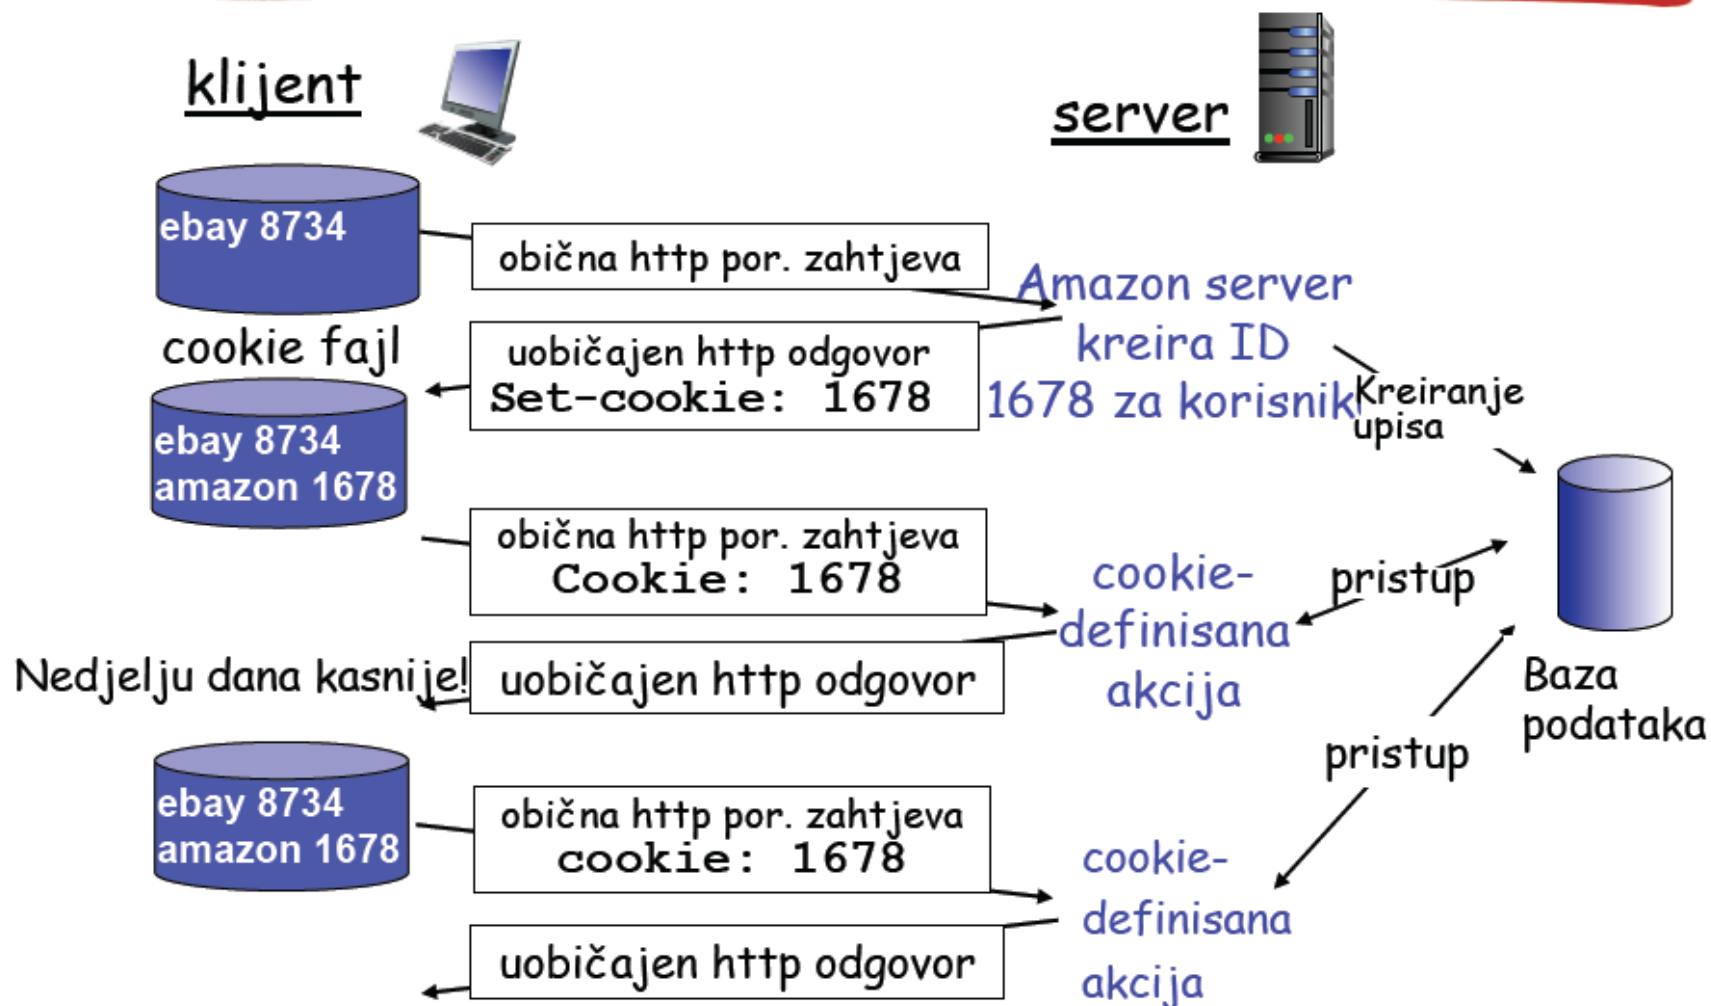 klijent
server
ebay 8734
obična http por. zahtjeva
Amazon server
kreira ID
1678 za korisnik
cookie fajl
uobičajen http odgovor
Set-cookie: 1678
Kreiranje
upisa
ebay 8734
amazon 1678
obična http por. zahtjeva
Cookie: 1678
cookie-
definisana
akcija
pristup
Nedjelju dana kasnije!
uobičajen http odgovor
Baza
podataka
pristup
ebay 8734
amazon 1678
obična http por. zahtjeva
cookie: 1678
cookie-
definisana
akcija
uobičajen http odgovor